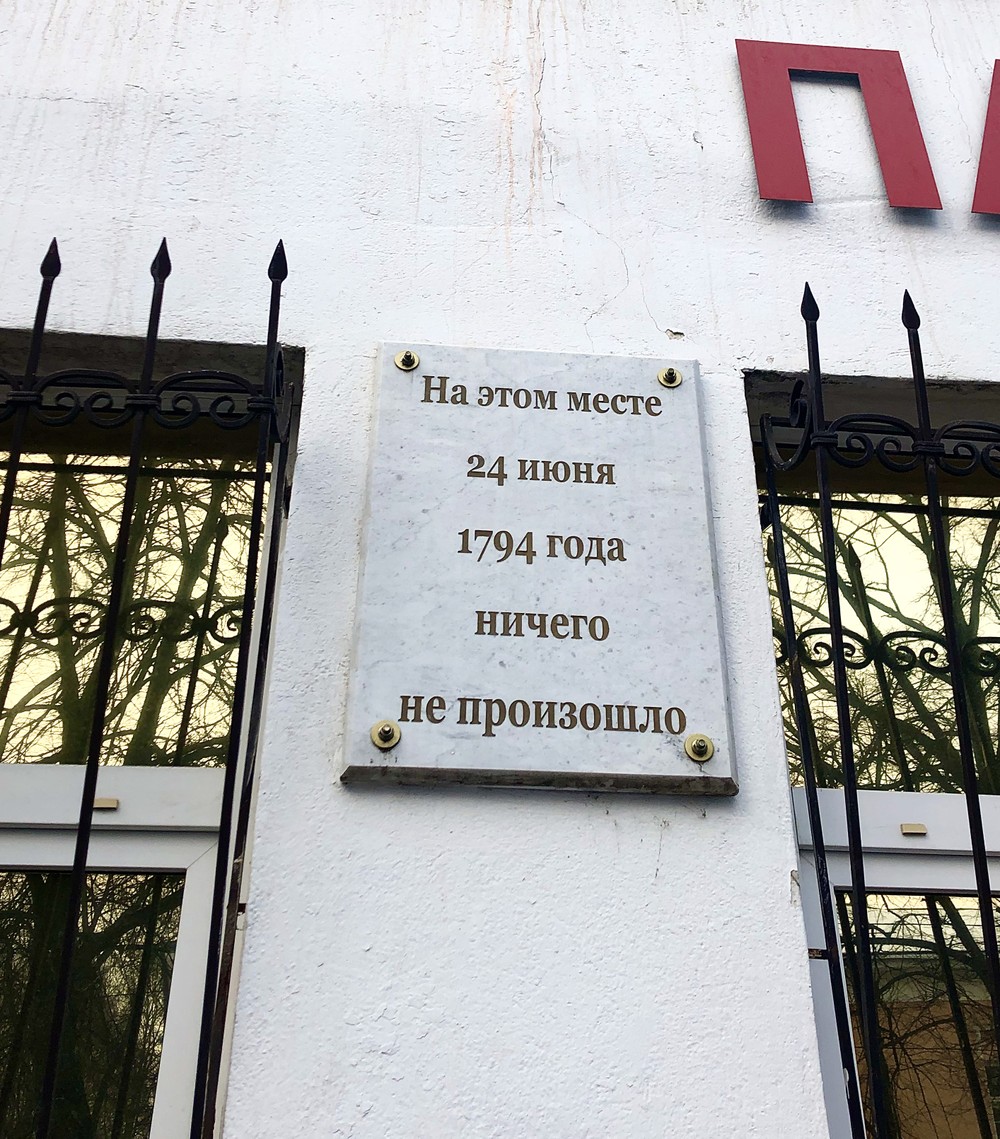 На этом месте
24 июня
1794 года
ничего
не произошло